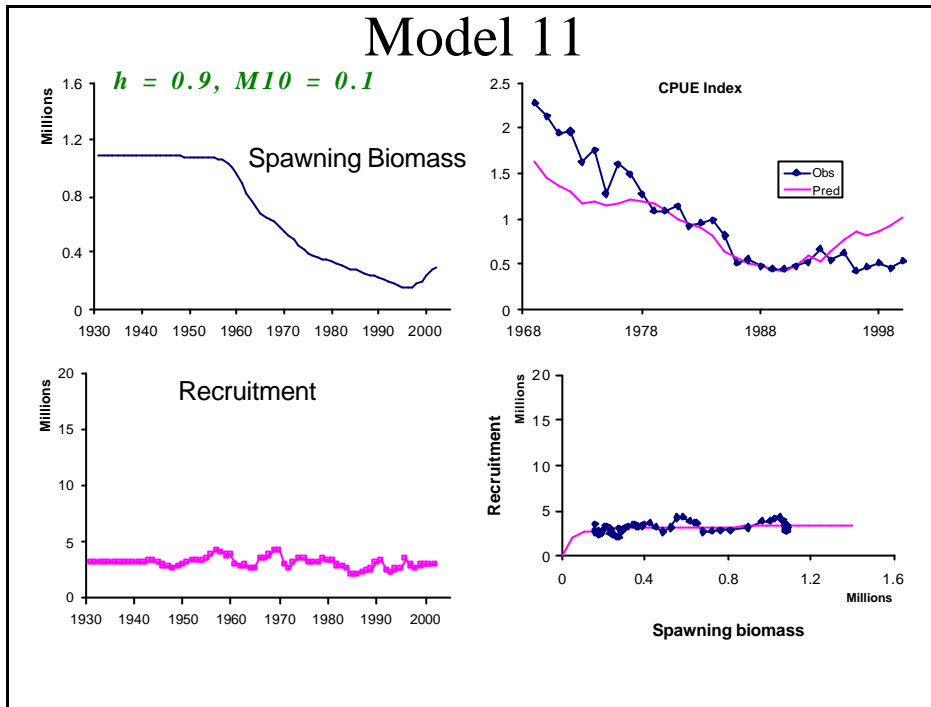 Model 11
h = 0.9, M10 = 0.1
Millions
1.6
1.2
0.8
0.4
0
Spawning Biomass
1930 1940 1950 1960 1970 1980 1990 2000
CPUE Index
2.5
2
1.5
1
0.5
0
Obs
Pred
1968 1978 1988 1998
Recruitment
Millions
20
15
10
5
0
1930 1940 1950 1960 1970 1980 1990 2000
Recruitment
Millions
20
15
10
5
0
0 0.4 0.8 1.2 1.6
Millions
Spawning biomass